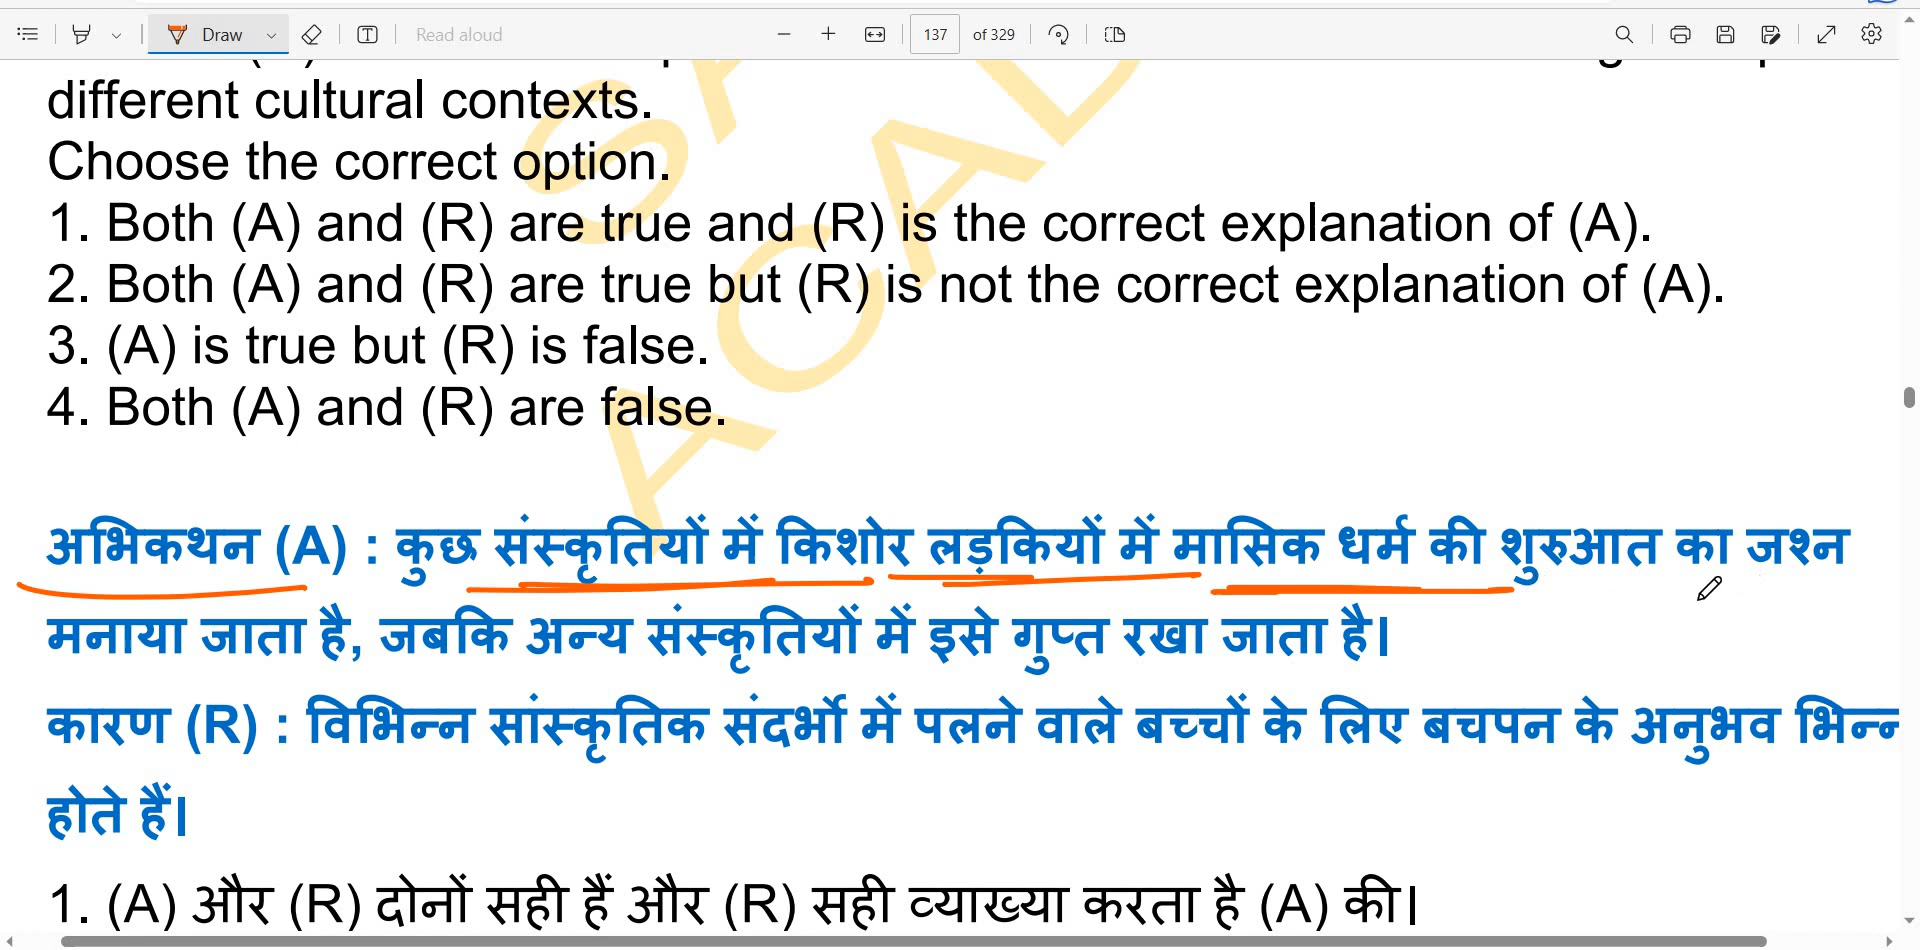 Draw
Read aloud
137 of 329
different cultural contexts.
Choose the correct option.
1. Both (A) and (R) are true and (R) is the correct explanation of (A).
2. Both (A) and (R) are true but (R) is not the correct explanation of (A).
3. (A) is true but (R) is false.
4. Both (A) and (R) are false.
अभिकथन (A) : कुछ संस्कृतियों में किशोर लड़कियों में मासिक धर्म की शुरुआत का जश्न
मनाया जाता है, जबकि अन्य संस्कृतियों में इसे गुप्त रखा जाता है।
कारण (R) : विभिन्न सांस्कृतिक संदर्भो में पलने वाले बच्चों के लिए बचपन के अनुभव भिन्न
होते हैं।
1. (A) और (R) दोनों सही हैं और (R) सही व्याख्या करता है (A) की।